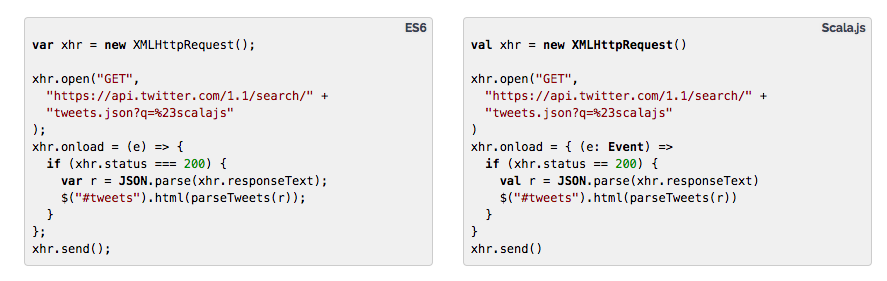 ES6
var xhr = new XMLHttpRequest();
xhr.open("GET",
  "https://api.twitter.com/1.1/search/" +
  "tweets.json?q=%23scalajs"
);
xhr.onload = (e) => {
  if (xhr.status === 200) {
    var r = JSON.parse(xhr.responseText);
    $("#tweets").html(parseTweets(r));
  }
};
xhr.send();
Scala.js
val xhr = new XMLHttpRequest()
xhr.open("GET",
  "https://api.twitter.com/1.1/search/" +
  "tweets.json?q=%23scalajs"
)
xhr.onload = { (e: Event) =>
  if (xhr.status == 200) {
    val r = JSON.parse(xhr.responseText)
    $("#tweets").html(parseTweets(r))
  }
}
xhr.send()